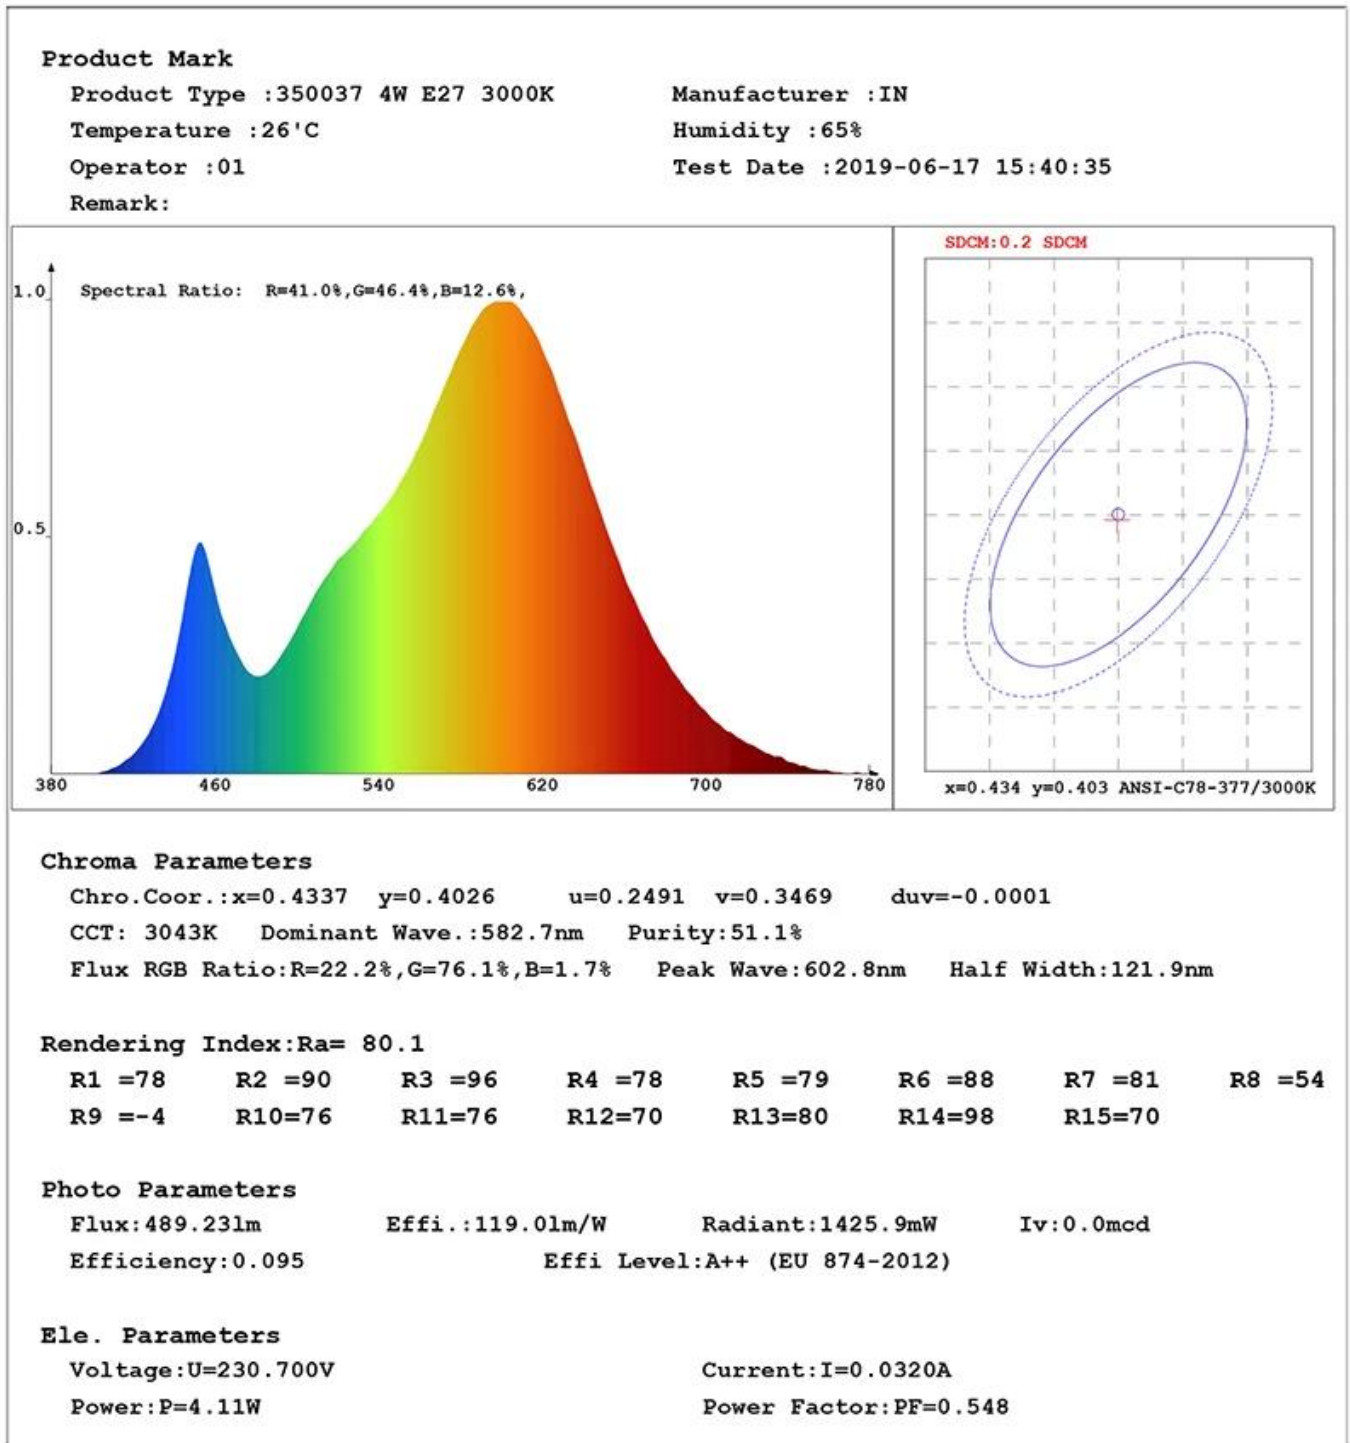 Product Mark
Product Type :350037 4W E27 3000K Manufacturer :IN
Temperature :26'C Humidity :65%
Operator :01 Test Date :2019-06-17 15:40:35
Remark:
SDCM:0.2 SDCM
1.0 Spectral Ratio: R=41.0%,G=46.4%,B=12.6%,
0.5
380 460 540 620 700 780
x=0.434 y=0.403 ANSI-C78-377/3000K
Chroma Parameters
Chro.Coor.:x=0.4337 y=0.4026 u=0.2491 v=0.3469 duv=-0.0001
CCT: 3043K Dominant Wave.:582.7nm Purity:51.1%
Flux RGB Ratio:R=22.2%,G=76.1%,B=1.7% Peak Wave:602.8nm Half Width:121.9nm
Rendering Index:Ra= 80.1
R1 =78 R2 =90 R3 =96 R4 =78 R5 =79 R6 =88 R7 =81 R8 =54
R9 =-4 R10=76 R11=76 R12=70 R13=80 R14=98 R15=70
Photo Parameters
Flux:489.23lm Effi.:119.0lm/W Radiant:1425.9mW Iv:0.0mcd
Efficiency:0.095 Effi Level:A++ (EU 874-2012)
Ele. Parameters
Voltage:U=230.700V Current:I=0.0320A
Power:P=4.11W Power Factor:PF=0.548